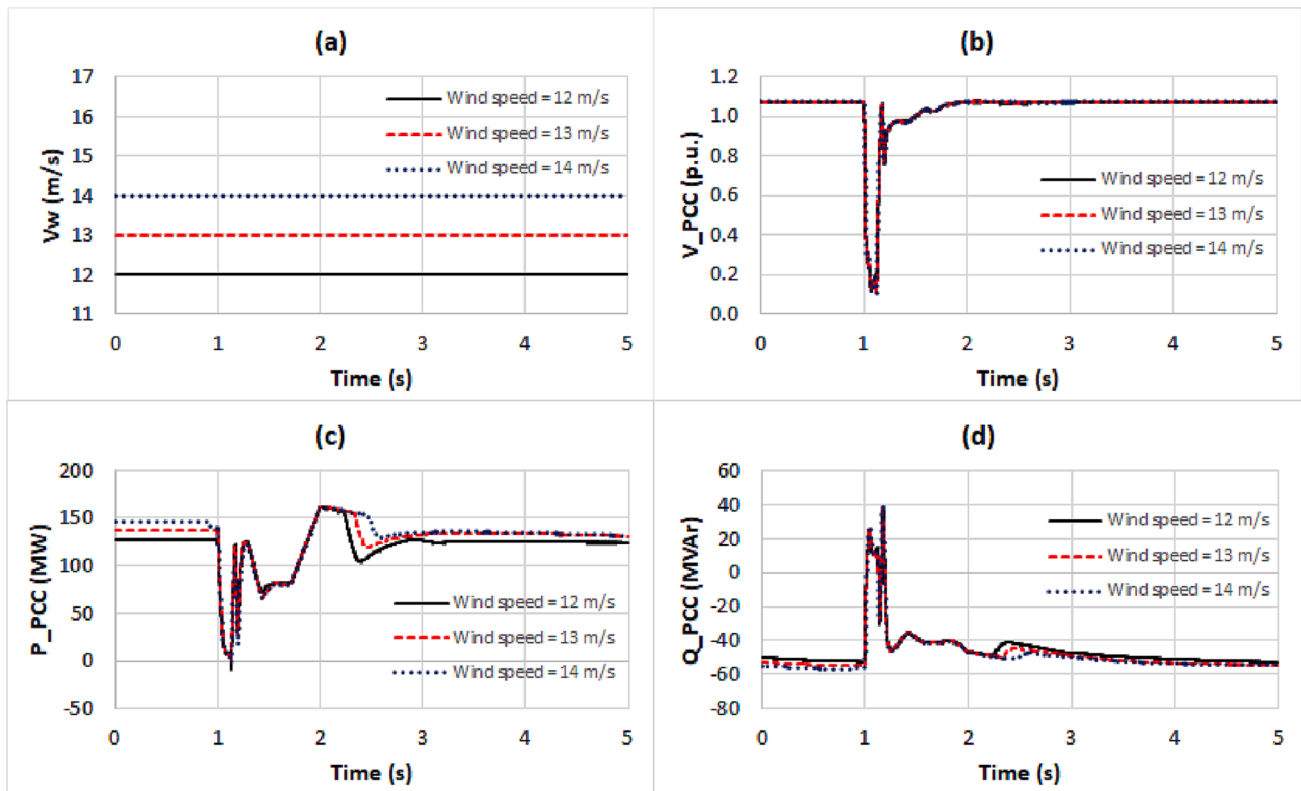 (a)
17
16
15
14
13
12
11
Vw (m/s)
Wind speed = 12 m/s
Wind speed = 13 m/s
Wind speed = 14 m/s
0 1 2 3 4 5
Time (s)
(b)
1.2
1.0
0.8
0.6
0.4
0.2
0.0
V_PCC (p.u.)
Wind speed = 12 m/s
Wind speed = 13 m/s
Wind speed = 14 m/s
0 1 2 3 4 5
Time (s)
(c)
200
150
100
50
0
-50
P_PCC (MW)
Wind speed = 12 m/s
Wind speed = 13 m/s
Wind speed = 14 m/s
0 1 2 3 4 5
Time (s)
(d)
60
40
20
0
-20
-40
-60
-80
Q_PCC (MVAr)
Wind speed = 12 m/s
Wind speed = 13 m/s
Wind speed = 14 m/s
0 1 2 3 4 5
Time (s)